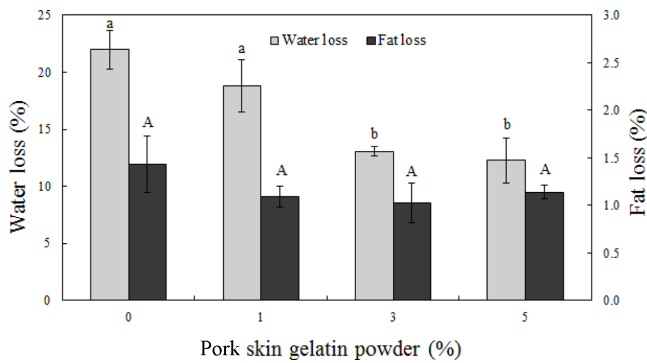 25
20
15
10
5
0
Water loss (%)
3.0
2.5
2.0
1.5
1.0
0.5
0.0
Fat loss (%)
Water loss Fat loss
a
A
a
A
b
A
b
A
0 1 3 5
Pork skin gelatin powder (%)